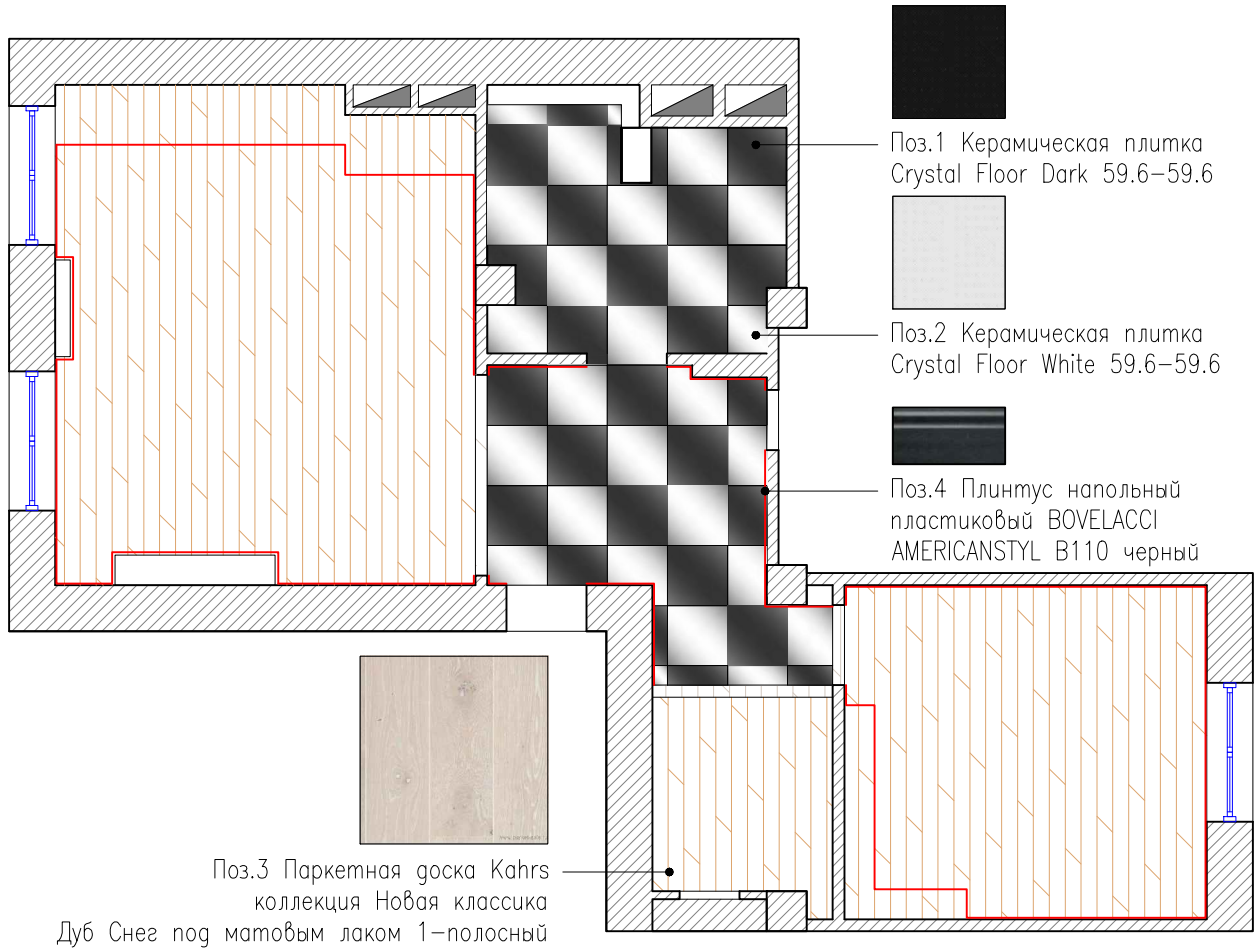 Поз.1 Керамическая плитка
Crystal Floor Dark 59.6–59.6
Поз.2 Керамическая плитка
Crystal Floor White 59.6–59.6
Поз.4 Плинтус напольный
пластиковый BOVELACCI
AMERICANSTYL B110 черный
Поз.3 Паркетная доска Kahrs
коллекция Новая классика
Дуб Снег под матовым лаком 1–полосный